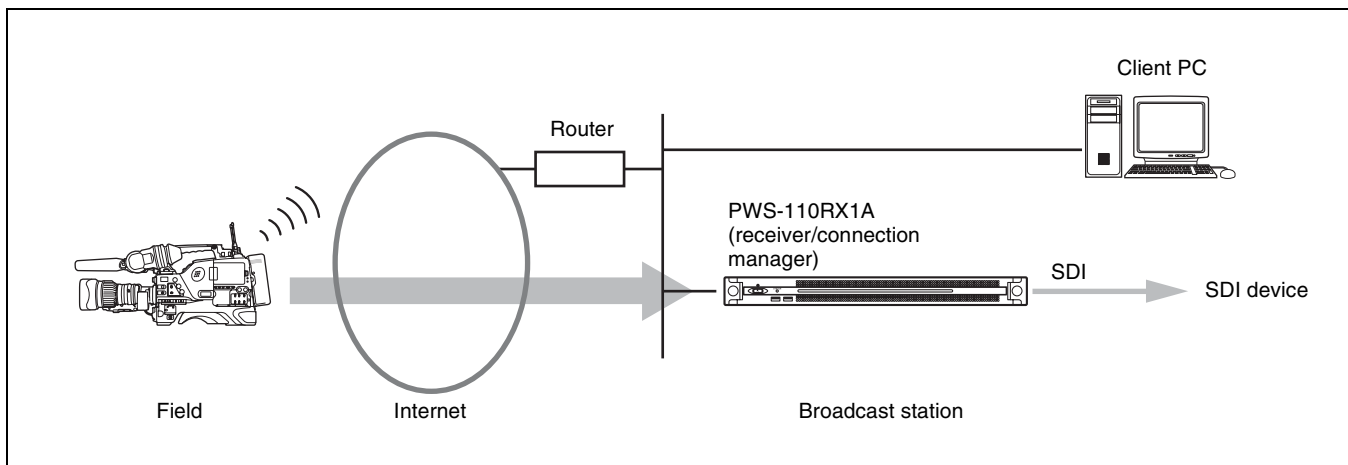 Client PC
Router
PWS-110RX1A
(receiver/connection
manager)
SDI
SDI device
Field
Internet
Broadcast station